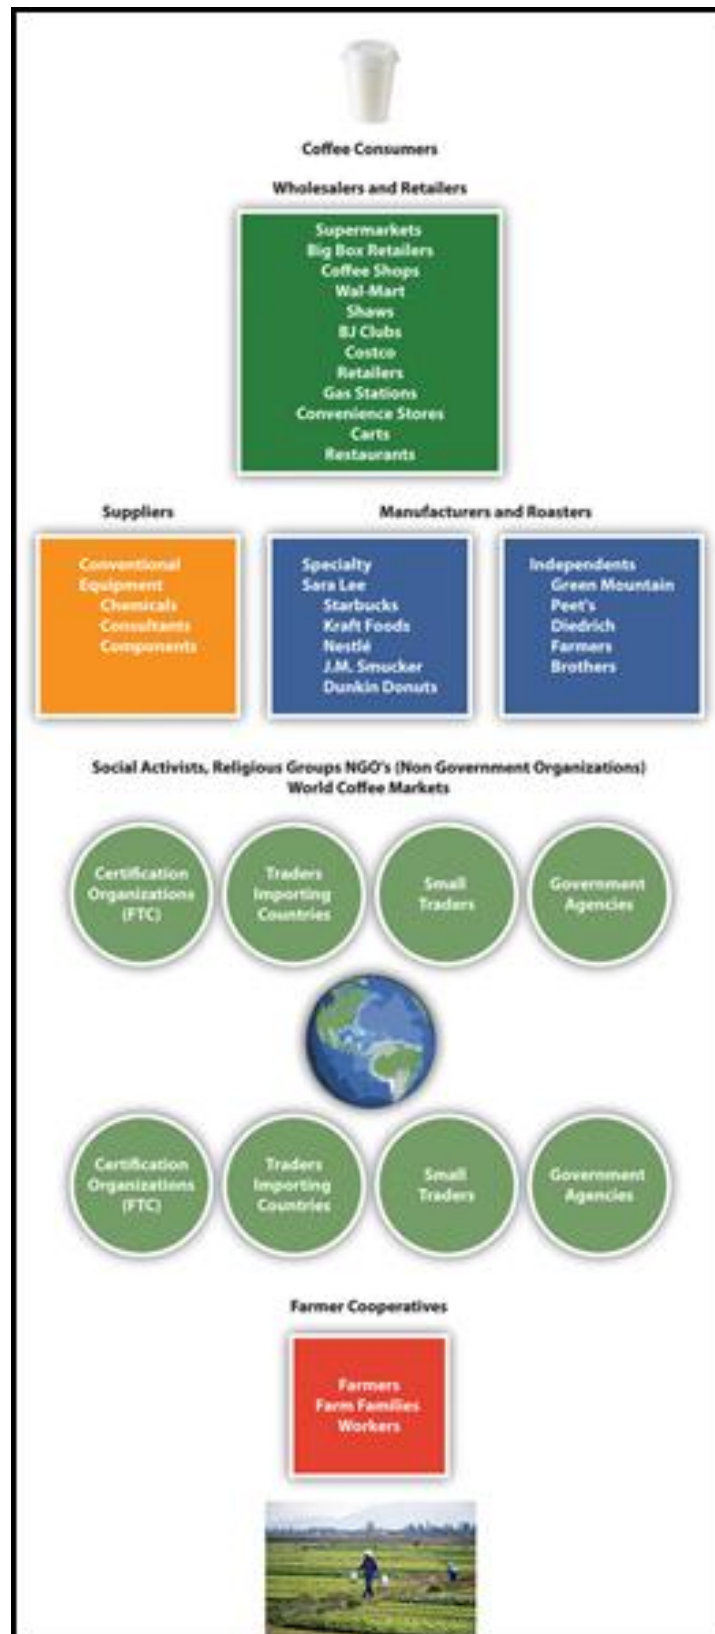 Coffee Consumers
Wholesalers and Retailers
Supermarkets
Big Box Retailers
Coffee Shops
Wal-Mart
Shaws
BJ Clubs
Costco
Retailers
Gas Stations
Convenience Stores
Carts
Restaurants
Suppliers
Conventional
Equipment
Chemicals
Consultants
Components
Manufacturers and Roasters
Specialty
Sara Lee
Starbucks
Kraft Foods
Nestlé
J.M. Smucker
Dunkin Donuts
Independents
Green Mountain
Peet's
Diedrich
Farmers
Brothers
Social Activists, Religious Groups NGO's (Non Government Organizations)
World Coffee Markets
Certification
Organizations
(FTC)
Traders
Importing
Countries
Small
Traders
Government
Agencies
Certification
Organizations
(FTC)
Traders
Importing
Countries
Small
Traders
Government
Agencies
Farmer Cooperatives
Farmers
Farm Families
Workers